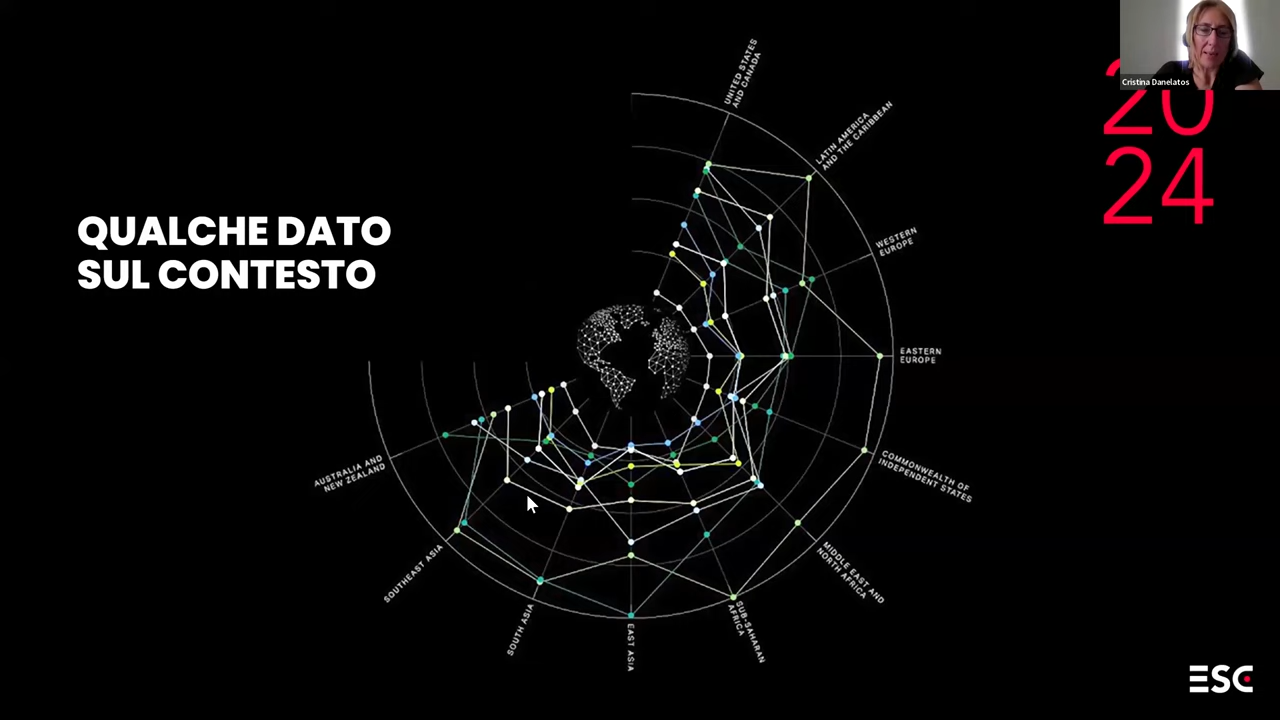 QUALCHE DATO
SUL CONTESTO
UNITED STATES
AND CANADA
LATIN AMERICA
AND THE CARIBBEAN
WESTERN
EUROPE
EASTERN
EUROPE
COMMONWEALTH OF
INDEPENDENT STATES
MIDDLE EAST AND
NORTH AFRICA
SUB-SAHARAN
AFRICA
EAST ASIA
SOUTH ASIA
SOUTHEAST ASIA
AUSTRALIA AND
NEW ZEALAND
Cristina Danelatos
20
24
ESC